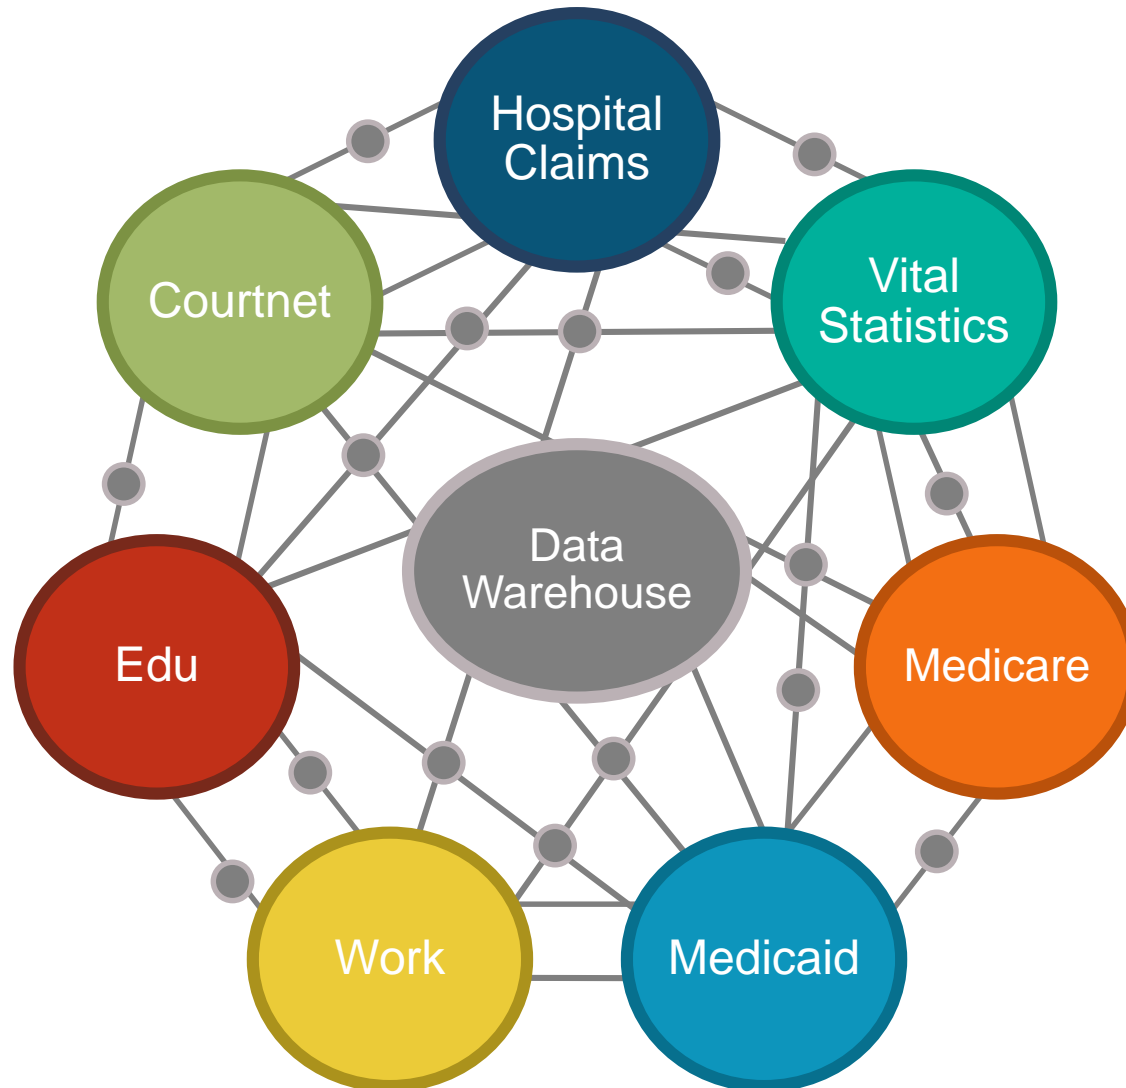 Hospital
Claims
Courtnet
Vital
Statistics
Data
Warehouse
Edu
Medicare
Work
Medicaid